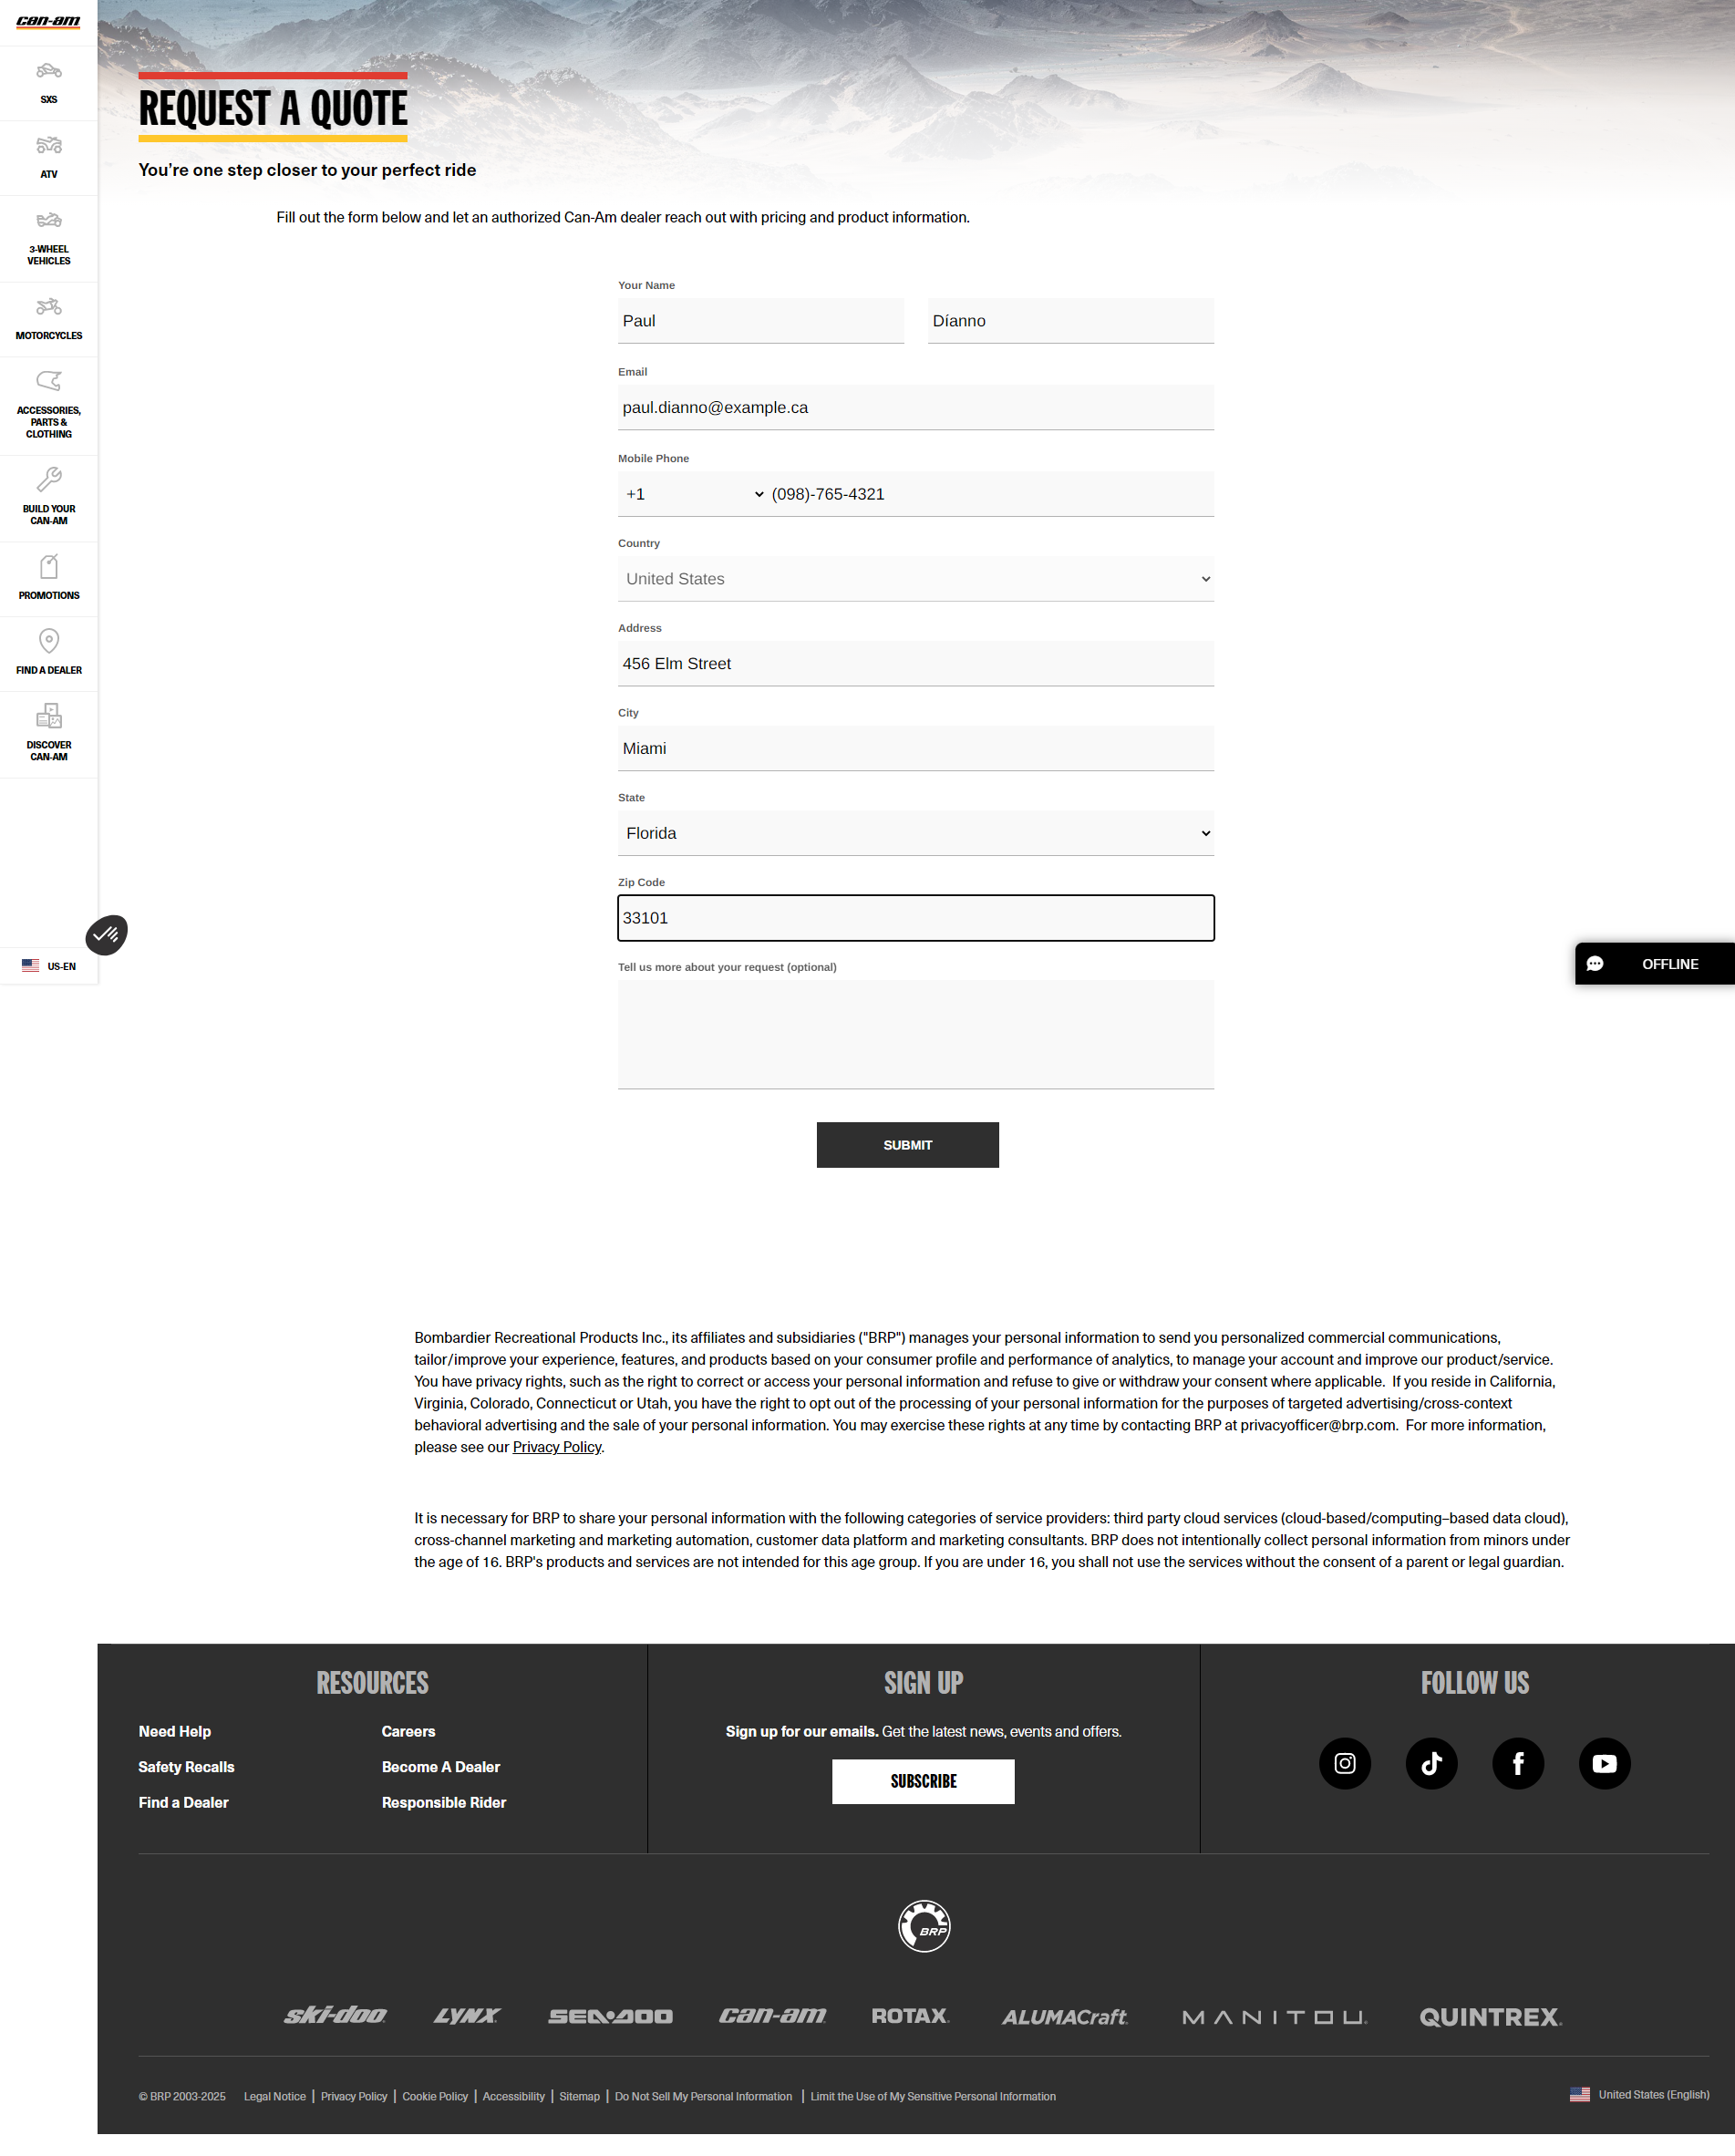 can-am
SXS
ATV
3-WHEEL
VEHICLES
MOTORCYCLES
ACCESSORIES,
PARTS &
CLOTHING
BUILD YOUR
CAN-AM
PROMOTIONS
FIND A DEALER
DISCOVER
CAN-AM
US-EN
REQUEST A QUOTE
You're one step closer to your perfect ride
Fill out the form below and let an authorized Can-Am dealer reach out with pricing and product information.
Your Name
Paul Díanno
Email
paul.dianno@example.ca
Mobile Phone
+1 (098)-765-4321
Country
United States
Address
456 Elm Street
City
Miami
State
Florida
Zip Code
33101
Tell us more about your request (optional)
SUBMIT
OFFLINE
Bombardier Recreational Products Inc., its affiliates and subsidiaries ("BRP") manages your personal information to send you personalized commercial communications,
tailor/improve your experience, features, and products based on your consumer profile and performance of analytics, to manage your account and improve our product/service.
You have privacy rights, such as the right to correct or access your personal information and refuse to give or withdraw your consent where applicable. If you reside in California,
Virginia, Colorado, Connecticut or Utah, you have the right to opt out of the processing of your personal information for the purposes of targeted advertising/cross-context
behavioral advertising and the sale of your personal information. You may exercise these rights at any time by contacting BRP at privacyofficer@brp.com. For more information,
please see our Privacy Policy.
It is necessary for BRP to share your personal information with the following categories of service providers: third party cloud services (cloud-based/computing–based data cloud),
cross-channel marketing and marketing automation, customer data platform and marketing consultants. BRP does not intentionally collect personal information from minors under
the age of 16. BRP's products and services are not intended for this age group. If you are under 16, you shall not use the services without the consent of a parent or legal guardian.
RESOURCES
Need Help
Careers
Safety Recalls
Become A Dealer
Find a Dealer
Responsible Rider
SIGN UP
Sign up for our emails. Get the latest news, events and offers.
SUBSCRIBE
FOLLOW US
BRP
ski-doo LYNX SEA-DOO can-am ROTAX ALUMACraft MANITOU QUINTREX
© BRP 2003-2025 Legal Notice | Privacy Policy | Cookie Policy | Accessibility | Sitemap | Do Not Sell My Personal Information | Limit the Use of My Sensitive Personal Information
United States (English)